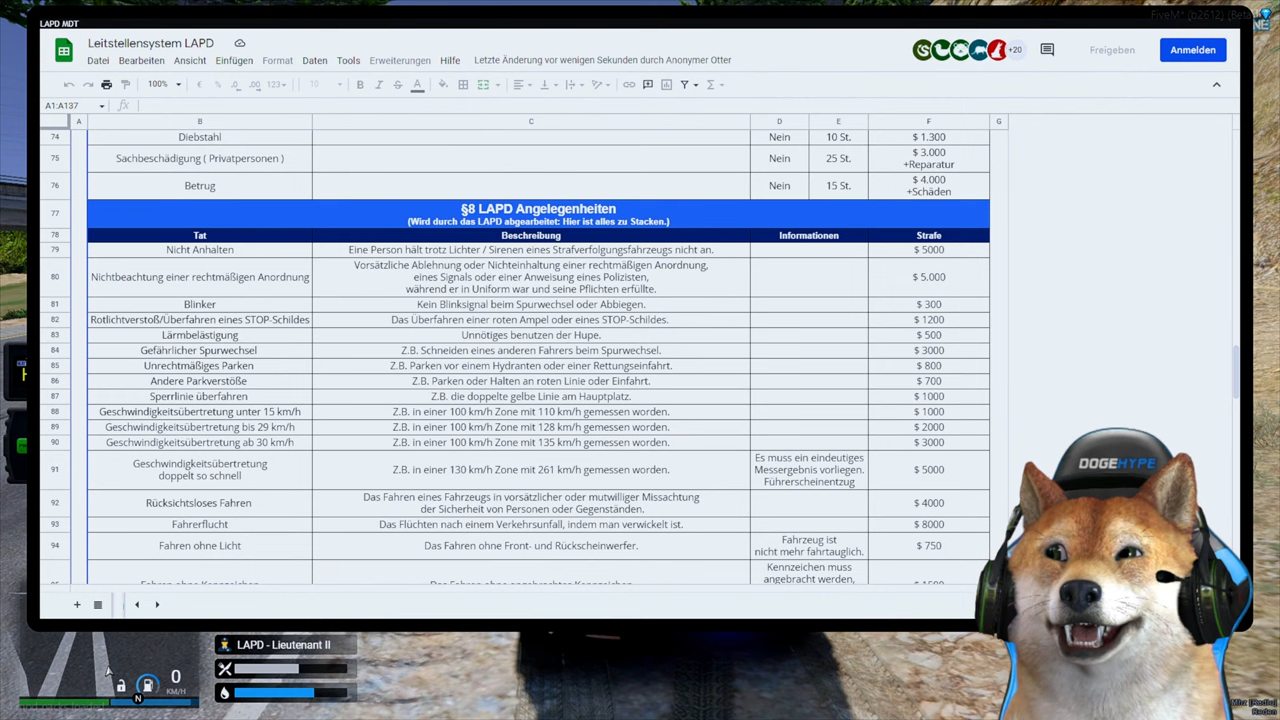 LAPD MDT
FiveM® (b2612) (Beta
Leitstellensystem LAPD
Datei Bearbeiten Ansicht Einfügen Format Daten Tools Erweiterungen Hilfe Letzte Änderung vor wenigen Sekunden durch Anonymer Otter
+20
Freigeben
Anmelden
100% € % .0 .00 123 10 B I S A
A1:A137 fx
A B C D E F G
74 Diebstahl Nein 10 St. $ 1.300
75 Sachbeschädigung ( Privatpersonen ) Nein 25 St. $ 3.000
+Reparatur
76 Betrug Nein 15 St. $ 4.000
+Schäden
77 §8 LAPD Angelegenheiten
(Wird durch das LAPD abgearbeitet: Hier ist alles zu Stacken.)
78 Tat Beschreibung Informationen Strafe
79 Nicht Anhalten Eine Person hält trotz Lichter / Sirenen eines Strafverfolgungsfahrzeugs nicht an. $ 5000
80 Nichtbeachtung einer rechtmäßigen Anordnung Vorsätzliche Ablehnung oder Nichteinhaltung einer rechtmäßigen Anordnung,
eines Signals oder einer Anweisung eines Polizisten,
während er in Uniform war und seine Pflichten erfüllte. $ 5.000
81 Blinker Kein Blinksignal beim Spurwechsel oder Abbiegen. $ 300
82 Rotlichtverstoß/Überfahren eines STOP-Schildes Das Überfahren einer roten Ampel oder eines STOP-Schildes. $ 1200
83 Lärmbelästigung Unnötiges benutzen der Hupe. $ 500
84 Gefährlicher Spurwechsel Z.B. Schneiden eines anderen Fahrers beim Spurwechsel. $ 3000
85 Unrechtmäßiges Parken Z.B. Parken vor einem Hydranten oder einer Rettungseinfahrt. $ 800
86 Andere Parkverstöße Z.B. Parken oder Halten an roten Linie oder Einfahrt. $ 700
87 Sperrlinie überfahren Z.B. die doppelte gelbe Linie am Hauptplatz. $ 1000
88 Geschwindigkeitsübertretung unter 15 km/h Z.B. in einer 100 km/h Zone mit 110 km/h gemessen worden. $ 1000
89 Geschwindigkeitsübertretung bis 29 km/h Z.B. in einer 100 km/h Zone mit 128 km/h gemessen worden. $ 2000
90 Geschwindigkeitsübertretung ab 30 km/h Z.B. in einer 100 km/h Zone mit 135 km/h gemessen worden. $ 3000
91 Geschwindigkeitsübertretung
doppelt so schnell Z.B. in einer 130 km/h Zone mit 261 km/h gemessen worden. Es muss ein eindeutiges
Messergebnis vorliegen.
Führerscheinentzug $ 5000
92 Rücksichtsloses Fahren Das Fahren eines Fahrzeugs in vorsätzlicher oder mutwilliger Missachtung
der Sicherheit von Personen oder Gegenständen. $ 4000
93 Fahrerflucht Das Flüchten nach einem Verkehrsunfall, indem man verwickelt ist. $ 8000
94 Fahren ohne Licht Das Fahren ohne Front- und Rückscheinwerfer. Fahrzeug ist
nicht mehr fahrtauglich. $ 750
Fahren ohne Kennzeichen Kennzeichen muss
angebracht werden, $ 1500
DOGEHYPE
LAPD - Lieutenant II
0
KM/H
N
Mhz [Radio]
Reden